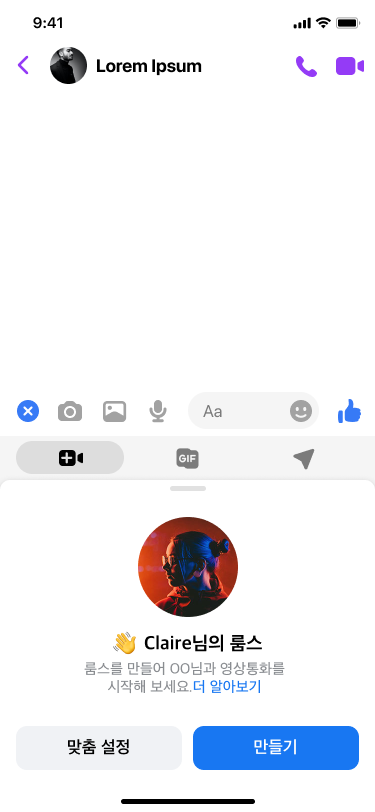 9:41
Lorem Ipsum
Aa
GIF
👋 Claire님의 룸스
룸스를 만들어 OO님과 영상통화를
시작해 보세요.더 알아보기
맞춤 설정
만들기